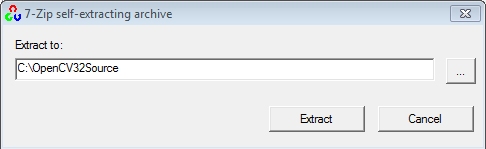 7-Zip self-extracting archive
Extract to:
C:\OpenCV32Source
...
Extract
Cancel